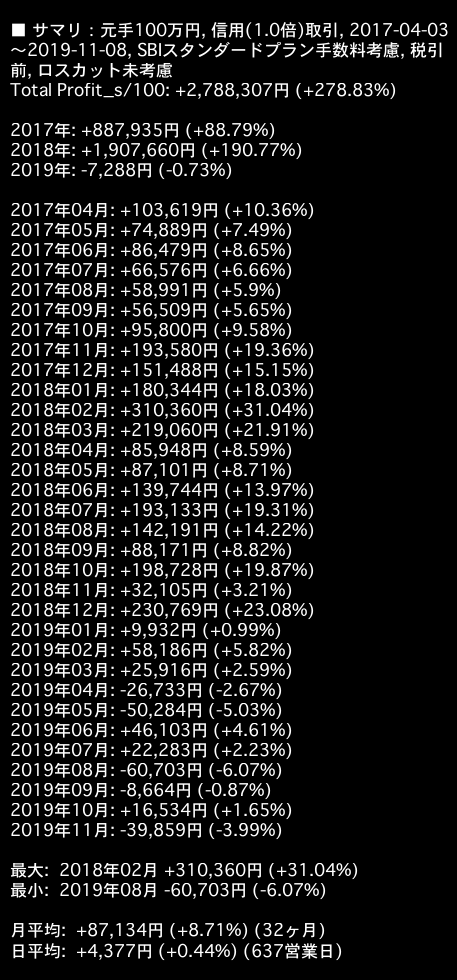 ■ サマリ：元手100万円, 信用(1.0倍)取引, 2017-04-03
～2019-11-08, SBIスタンダードプラン手数料考慮, 税引
前, ロスカット未考慮
Total Profit_s/100: +2,788,307円 (+278.83%)
2017年: +887,935円 (+88.79%)
2018年: +1,907,660円 (+190.77%)
2019年: -7,288円 (-0.73%)
2017年04月: +103,619円 (+10.36%)
2017年05月: +74,889円 (+7.49%)
2017年06月: +86,479円 (+8.65%)
2017年07月: +66,576円 (+6.66%)
2017年08月: +58,991円 (+5.9%)
2017年09月: +56,509円 (+5.65%)
2017年10月: +95,800円 (+9.58%)
2017年11月: +193,580円 (+19.36%)
2017年12月: +151,488円 (+15.15%)
2018年01月: +180,344円 (+18.03%)
2018年02月: +310,360円 (+31.04%)
2018年03月: +219,060円 (+21.91%)
2018年04月: +85,948円 (+8.59%)
2018年05月: +87,101円 (+8.71%)
2018年06月: +139,744円 (+13.97%)
2018年07月: +193,133円 (+19.31%)
2018年08月: +142,191円 (+14.22%)
2018年09月: +88,171円 (+8.82%)
2018年10月: +198,728円 (+19.87%)
2018年11月: +32,105円 (+3.21%)
2018年12月: +230,769円 (+23.08%)
2019年01月: +9,932円 (+0.99%)
2019年02月: +58,186円 (+5.82%)
2019年03月: +25,916円 (+2.59%)
2019年04月: -26,733円 (-2.67%)
2019年05月: -50,284円 (-5.03%)
2019年06月: +46,103円 (+4.61%)
2019年07月: +22,283円 (+2.23%)
2019年08月: -60,703円 (-6.07%)
2019年09月: -8,664円 (-0.87%)
2019年10月: +16,534円 (+1.65%)
2019年11月: -39,859円 (-3.99%)
最大: 2018年02月 +310,360円 (+31.04%)
最小: 2019年08月 -60,703円 (-6.07%)
月平均: +87,134円 (+8.71%) (32ヶ月)
日平均: +4,377円 (+0.44%) (637営業日)